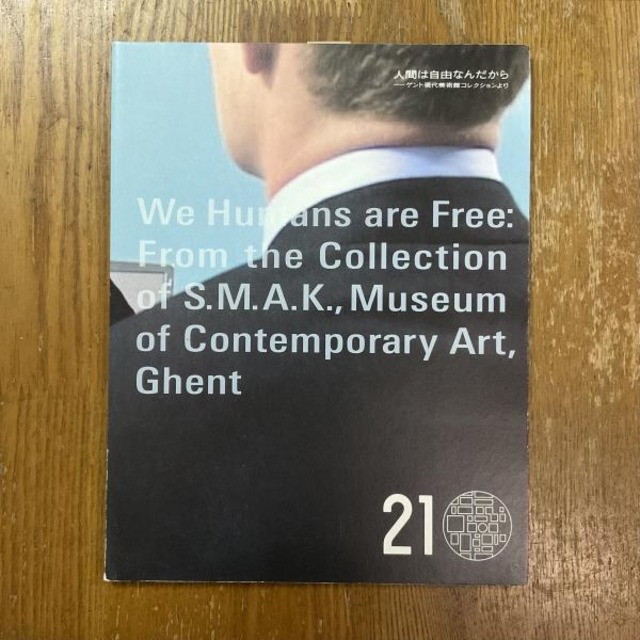 人間は自由なんだから
──ゲント現代美術館コレクションより
We Humans are Free:
From the Collection
of S.M.A.K., Museum
of Contemporary Art,
Ghent
21